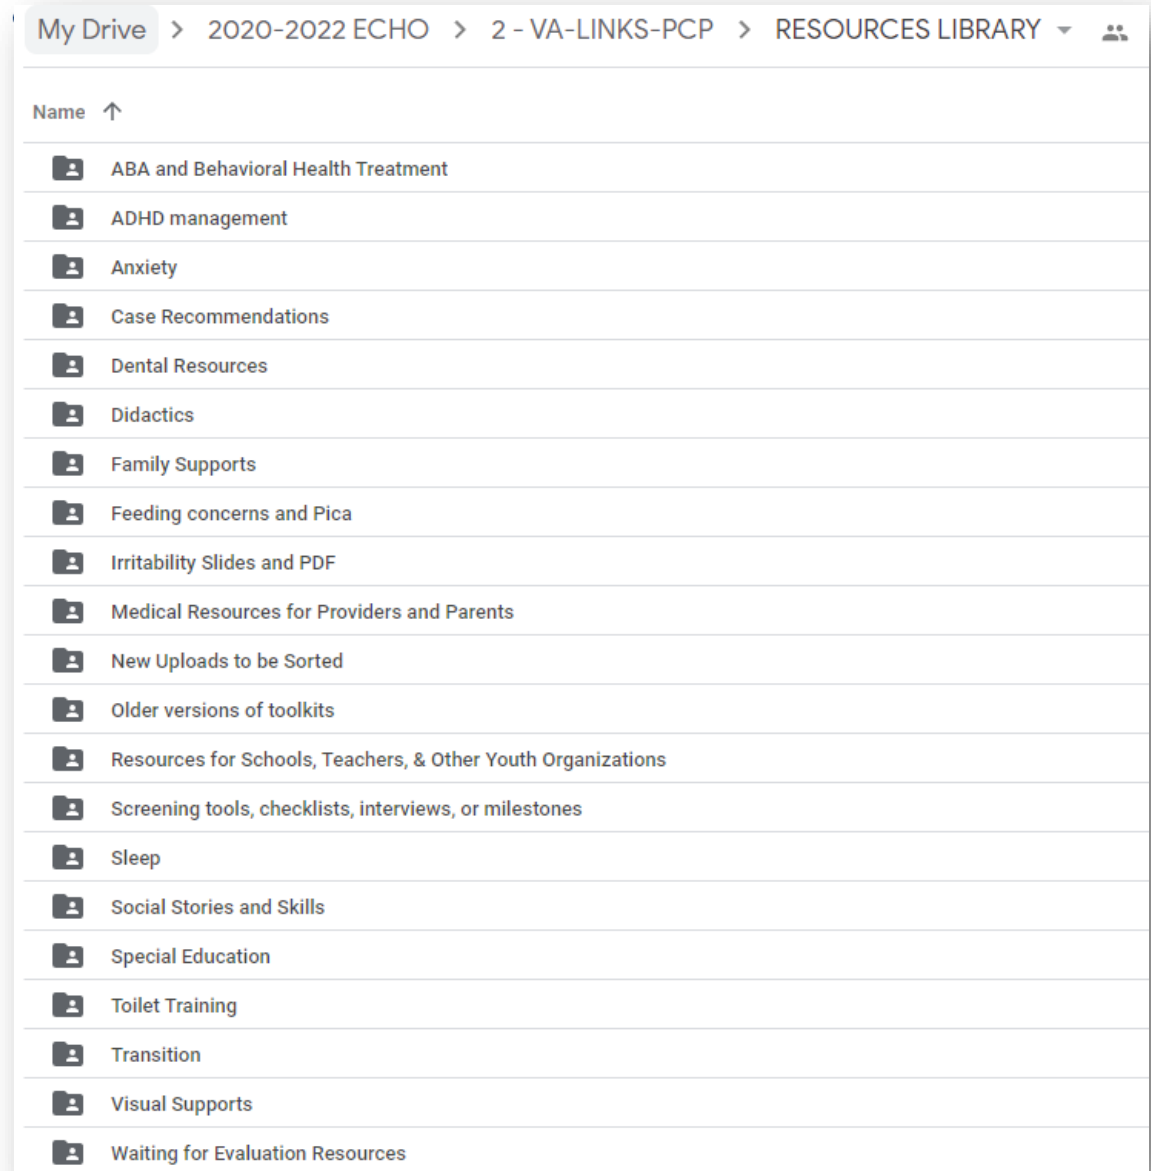 My Drive > 2020-2022 ECHO > 2 - VA-LINKS-PCP > RESOURCES LIBRARY
Name
ABA and Behavioral Health Treatment
ADHD management
Anxiety
Case Recommendations
Dental Resources
Didactics
Family Supports
Feeding concerns and Pica
Irritability Slides and PDF
Medical Resources for Providers and Parents
New Uploads to be Sorted
Older versions of toolkits
Resources for Schools, Teachers, & Other Youth Organizations
Screening tools, checklists, interviews, or milestones
Sleep
Social Stories and Skills
Special Education
Toilet Training
Transition
Visual Supports
Waiting for Evaluation Resources